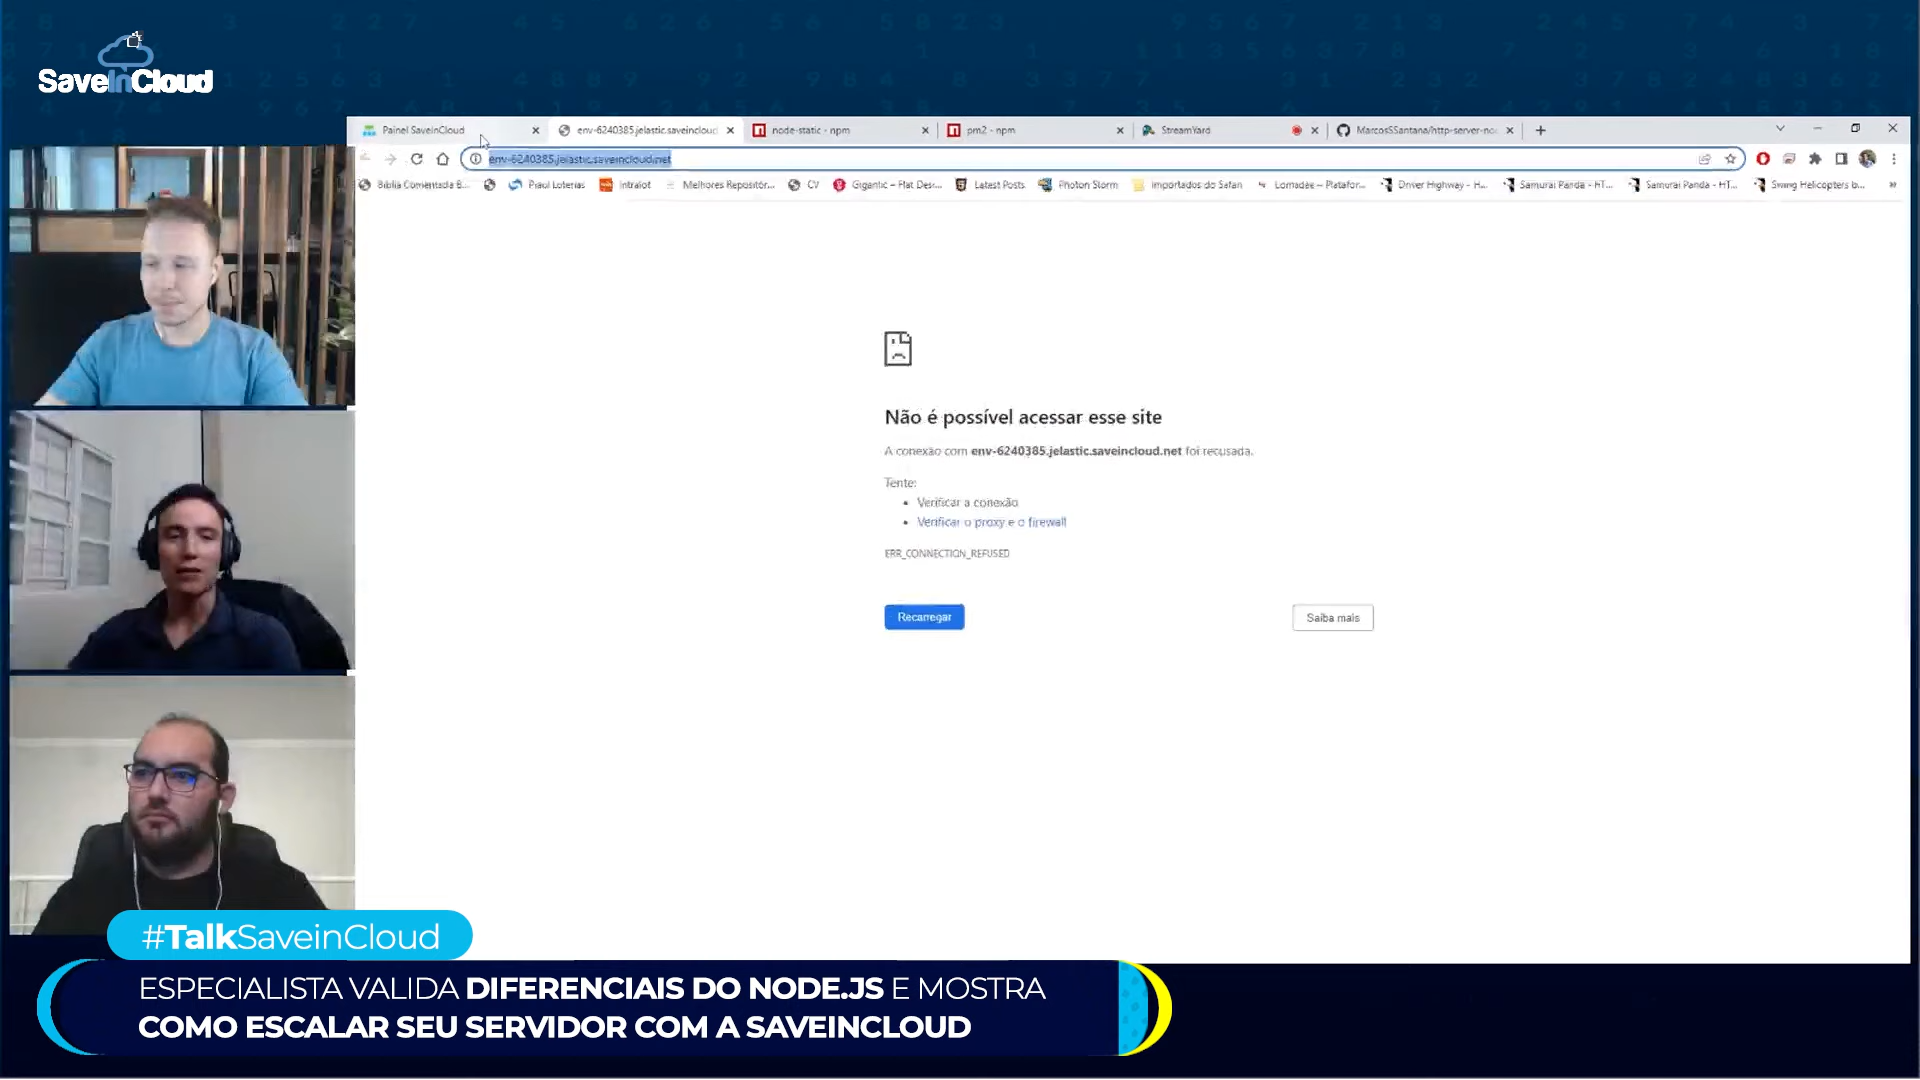 SaveinCloud
Painel SaveinCloud
env-6240385.jelastic.saveincloud
node-static - npm
pm2 - npm
StreamYard
MarcosSSantana/http-server-no
env-6240385.jelastic.saveincloud.net
Bíblia Comentada B...
Piauí Loterias
Intralot
Melhores Repositór...
CV
Gigantic – Flat Des...
Latest Posts
Photon Storm
Importados do Safari
Lomadee – Platafor...
Driver Highway - H...
Samurai Panda - HT...
Samurai Panda - HT...
Swing Helicopters b...
»
Não é possível acessar esse site
A conexão com env-6240385.jelastic.saveincloud.net foi recusada.
Tente:
• Verificar a conexão
• Verificar o proxy e o firewall
ERR_CONNECTION_REFUSED
Recarregar
Saiba mais
#TalkSaveinCloud
ESPECIALISTA VALIDA DIFERENCIAIS DO NODE.JS E MOSTRA
COMO ESCALAR SEU SERVIDOR COM A SAVEINCLOUD